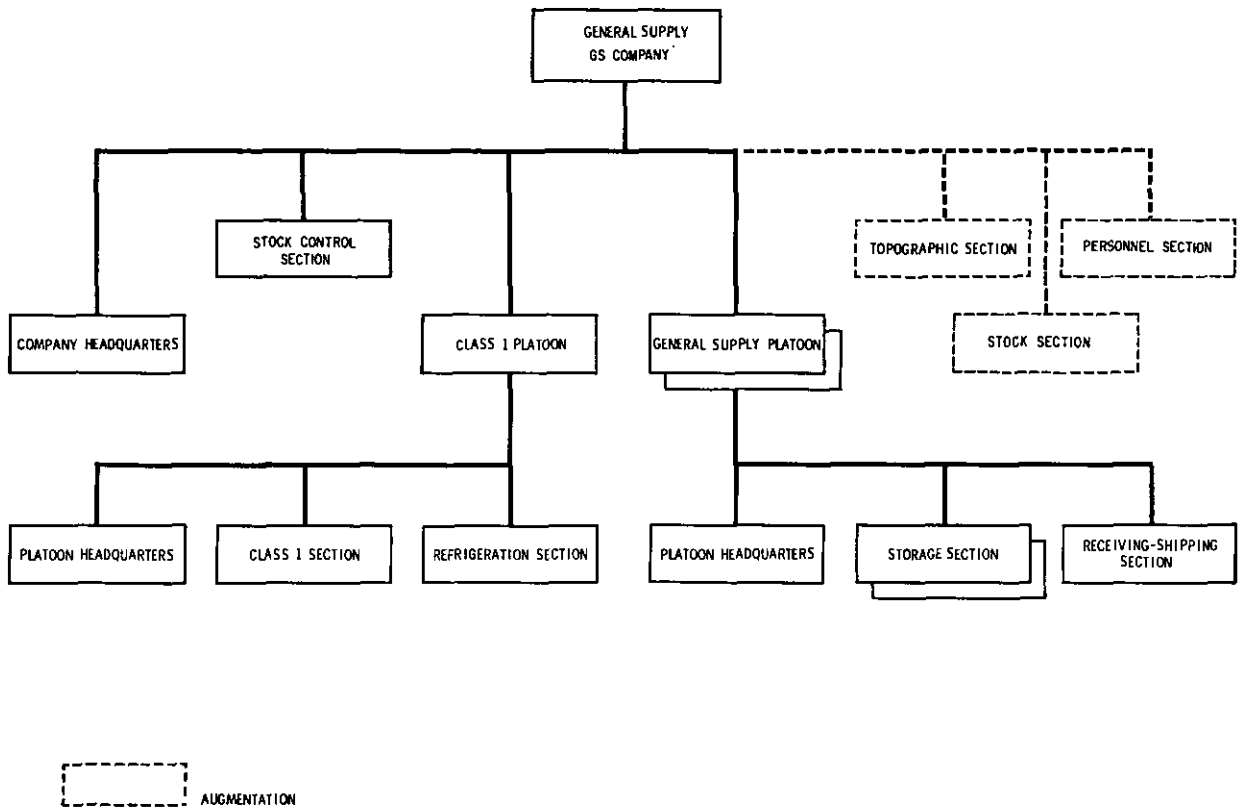 GENERAL SUPPLY
GS COMPANY
STOCK CONTROL
SECTION
TOPOGRAPHIC SECTION
PERSONNEL SECTION
COMPANY HEADQUARTERS
CLASS I PLATOON
GENERAL SUPPLY PLATOON
STOCK SECTION
PLATOON HEADQUARTERS
CLASS I SECTION
REFRIGERATION SECTION
PLATOON HEADQUARTERS
STORAGE SECTION
RECEIVING-SHIPPING
SECTION
AUGMENTATION